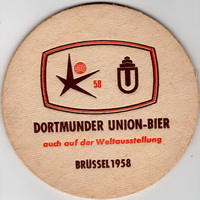 58
U
DORTMUNDER UNION-BIER
auch auf der Weltausstellung
BRÜSSEL 1958